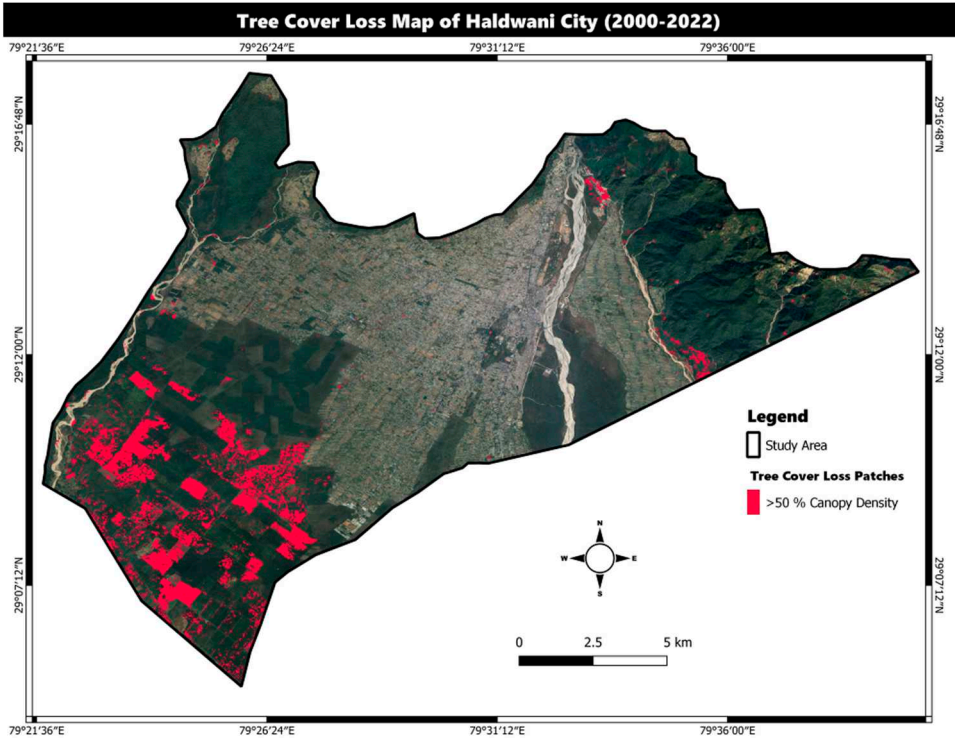 Tree Cover Loss Map of Haldwani City (2000-2022)
79°21'36"E 79°26'24"E 79°31'12"E 79°36'00"E
29°16'48"N 29°16'48"N
29°12'00"N 29°12'00"N
Legend
Study Area
Tree Cover Loss Patches
>50 % Canopy Density
N
W E
S
29°07'12"N 29°07'12"N
0 2.5 5 km
79°21'36"E 79°26'24"E 79°31'12"E 79°36'00"E